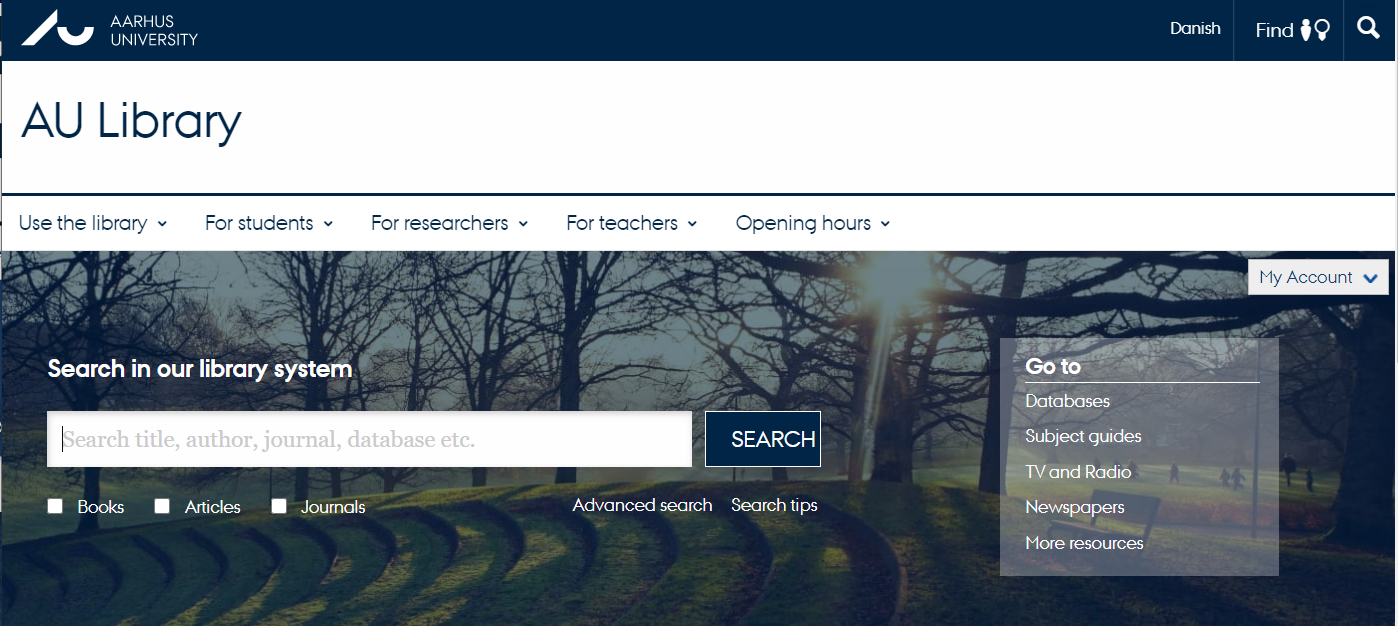 AARHUS
UNIVERSITY
Danish
Find
AU Library
Use the library
For students
For researchers
For teachers
Opening hours
My Account
Search in our library system
Search title, author, journal, database etc.
SEARCH
Books
Articles
Journals
Advanced search
Search tips
Go to
Databases
Subject guides
TV and Radio
Newspapers
More resources